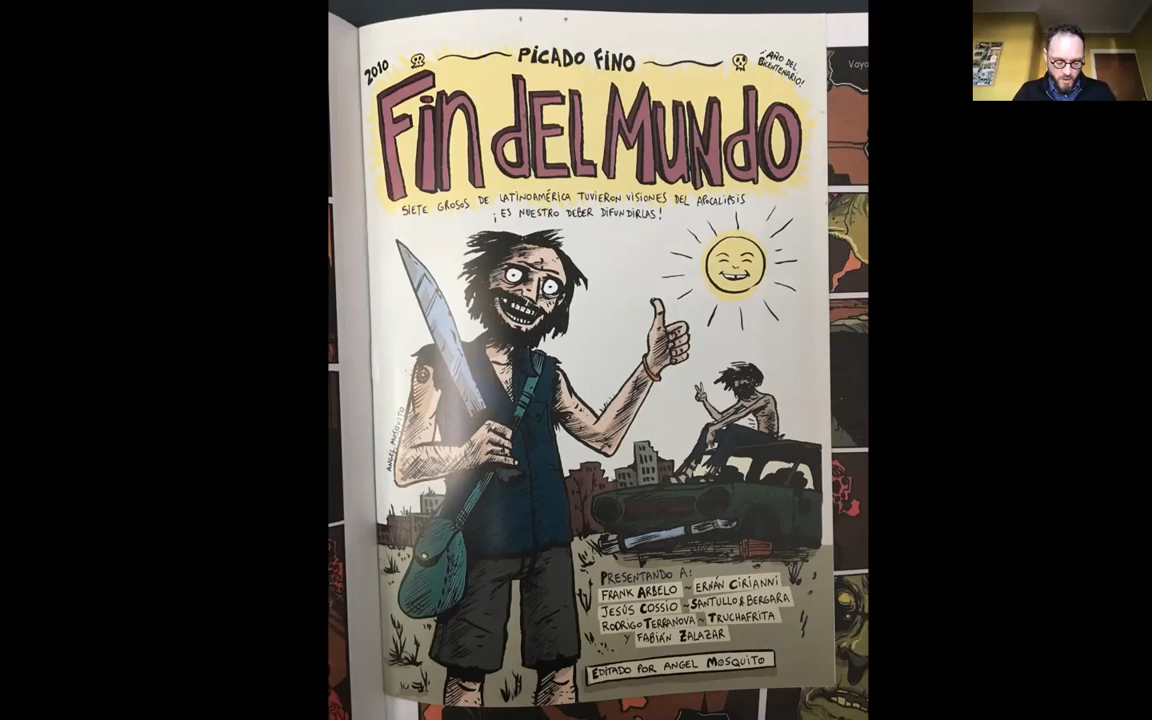 2010
PiCADO FiNO
¡AÑO DEL
BiCENTENARiO!
Fin dEL MUNdO
SiETE GROSOS DE LATINOAMÉRICA TUVIERON VISIONES DEL APOCALIPSIS
¡ES NUESTRO DEBER DIFUNDIRLAS!
ANGEL MOSQUITO
PRESENTANDO A:
FRANK ARBELO ~ ERNÁN CIRIANNI
JESÚS COSSIO ~ SANTULLO & BERGARA
RODRIGO TERRANOVA ~ TRUCHAFRITA
Y FABIÁN ZALAZAR
EDITADO POR ANGEL MOSQUITO
Vaya